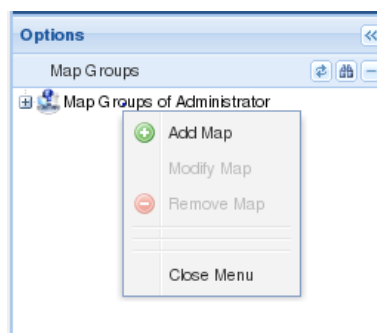 Options
Map Groups
Map Groups of Administrator
Add Map
Modify Map
Remove Map
Close Menu